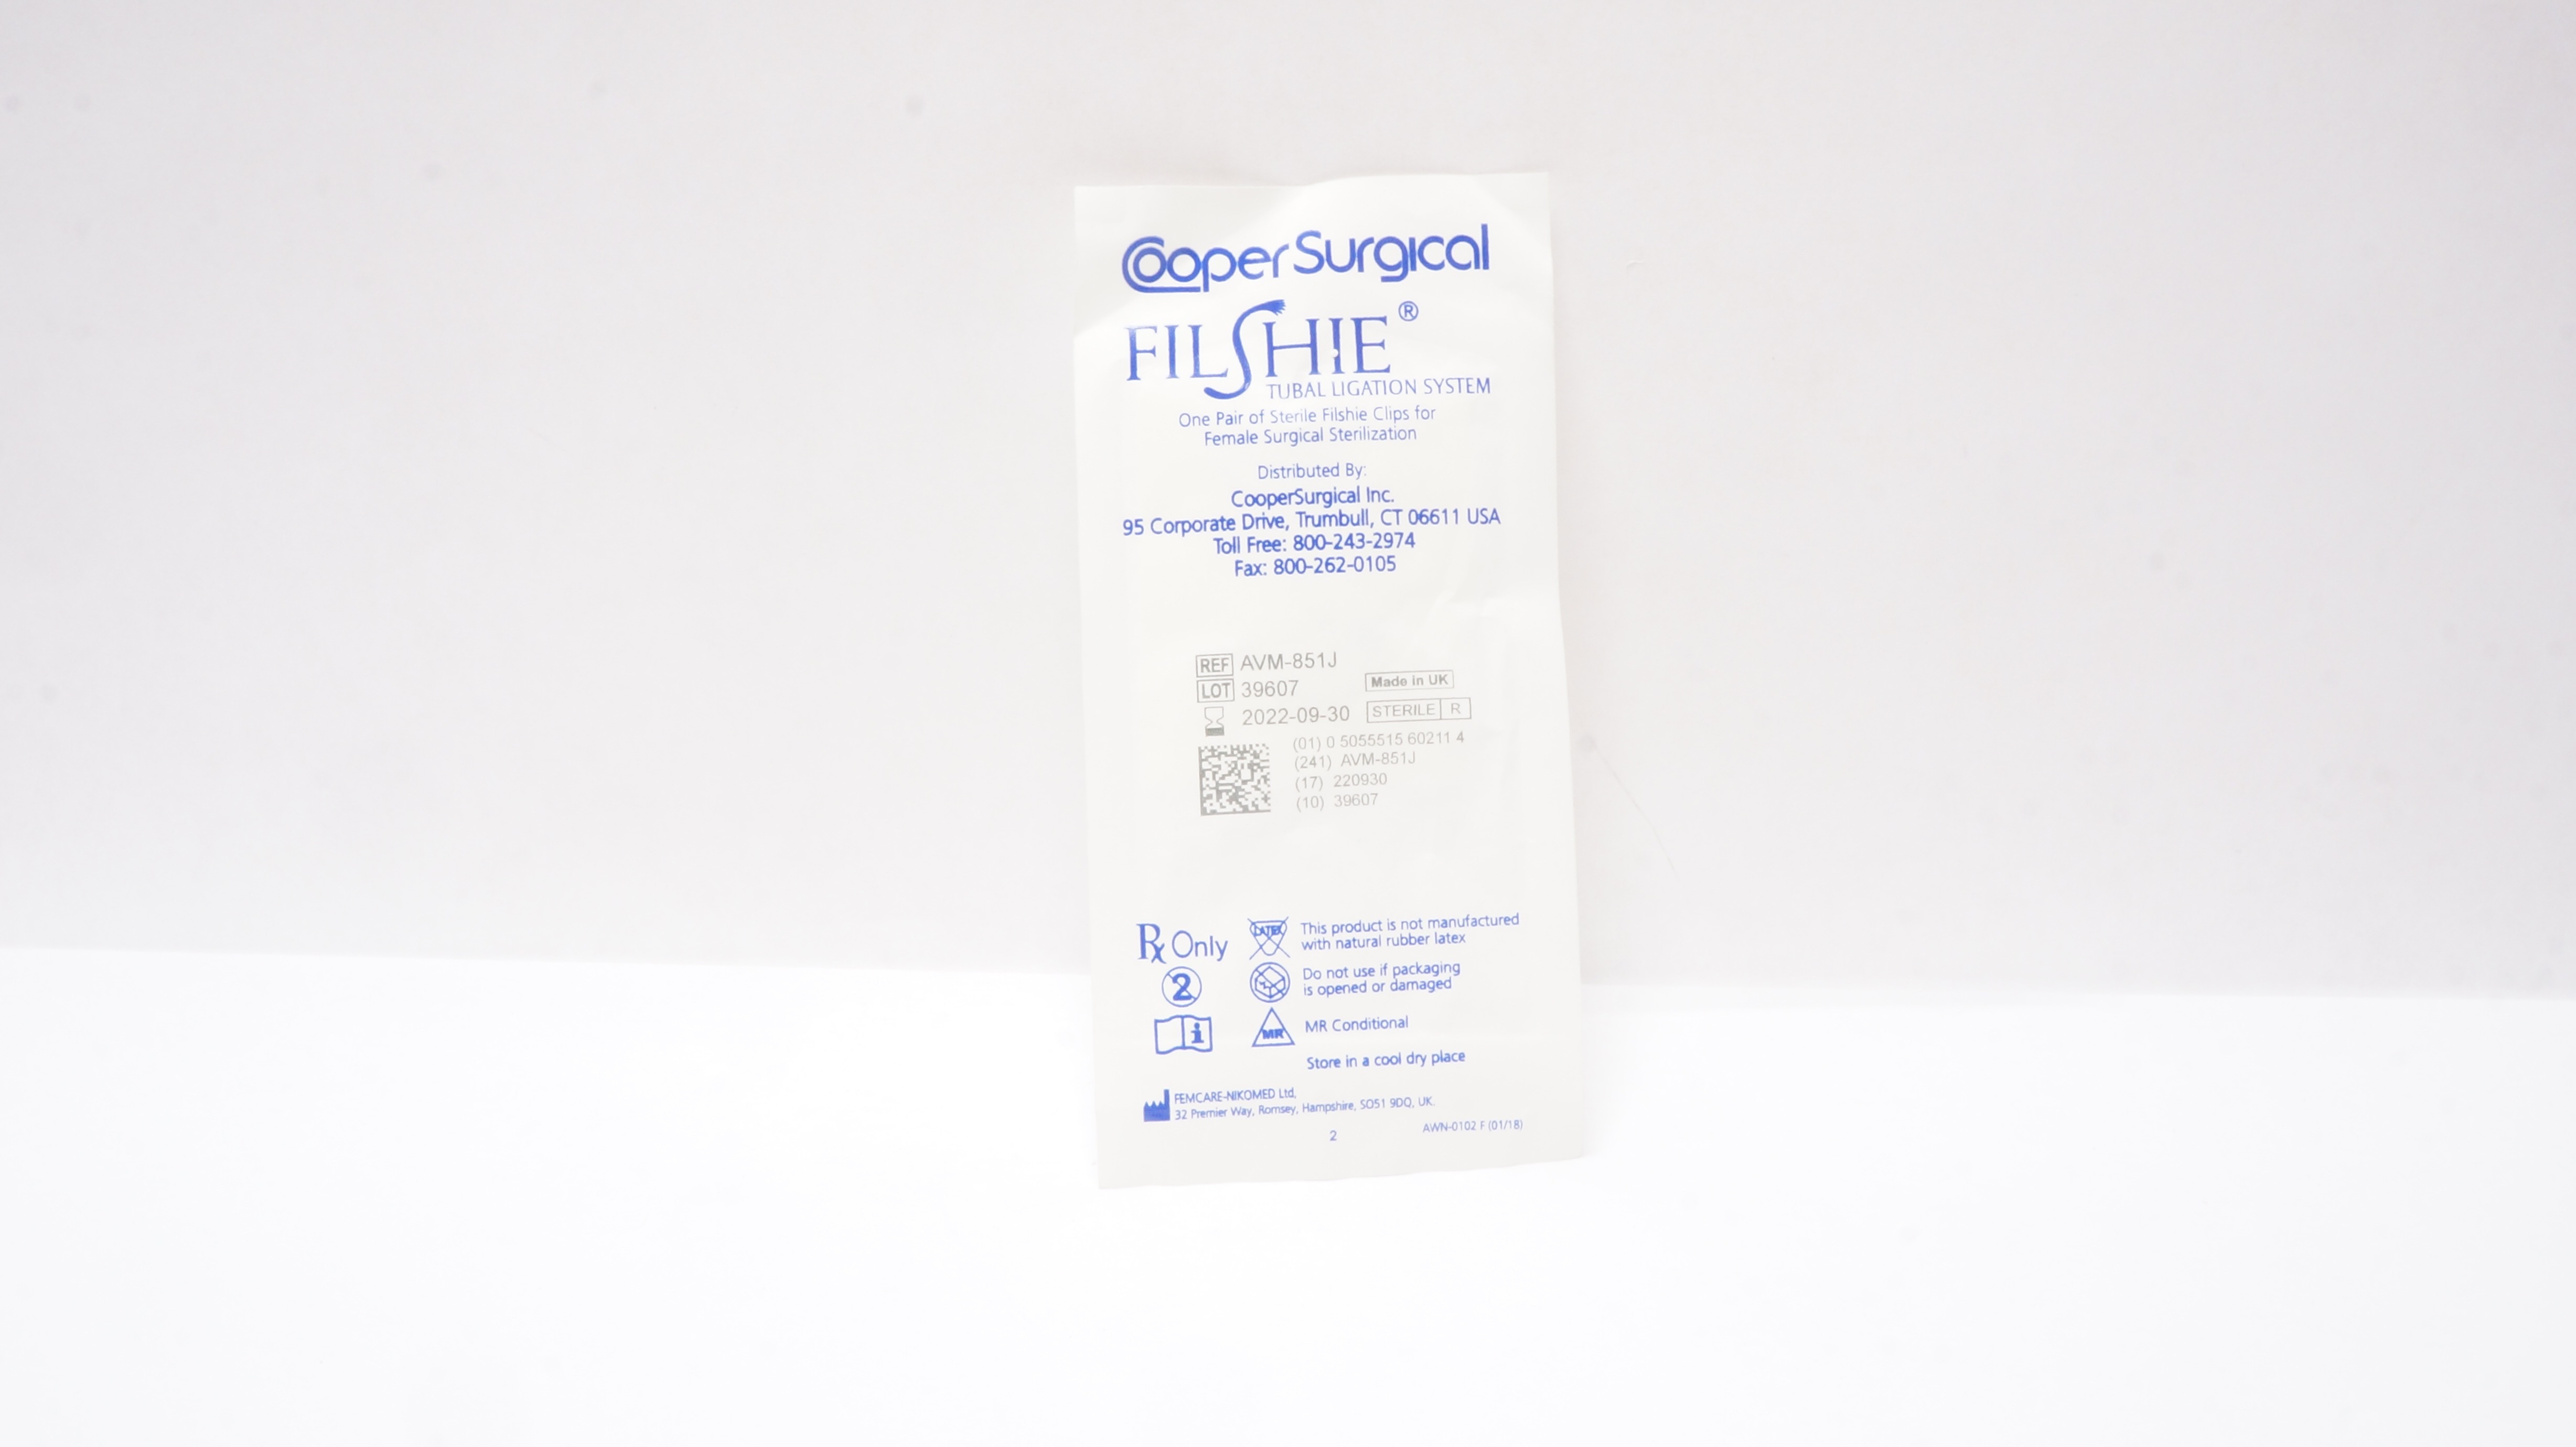 CooperSurgical
FILSHIE®
TUBAL LIGATION SYSTEM
One Pair of Sterile Filshie Clips for
Female Surgical Sterilization
Distributed By:
CooperSurgical Inc.
95 Corporate Drive, Trumbull, CT 06611 USA
Toll Free: 800-243-2974
Fax: 800-262-0105
REF AVM-851J
LOT 39607 Made in UK
2022-09-30 STERILE R
(01) 0 5055515 60211 4
(241) AVM-851J
(17) 220930
(10) 39607
Rx Only LATEX This product is not manufactured
with natural rubber latex
2 Do not use if packaging
is opened or damaged
i MR MR Conditional
Store in a cool dry place
FEMCARE-NIKOMED Ltd,
32 Premier Way, Romsey, Hampshire, SO51 9DQ, UK.
2 AWN-0102 F (01/18)